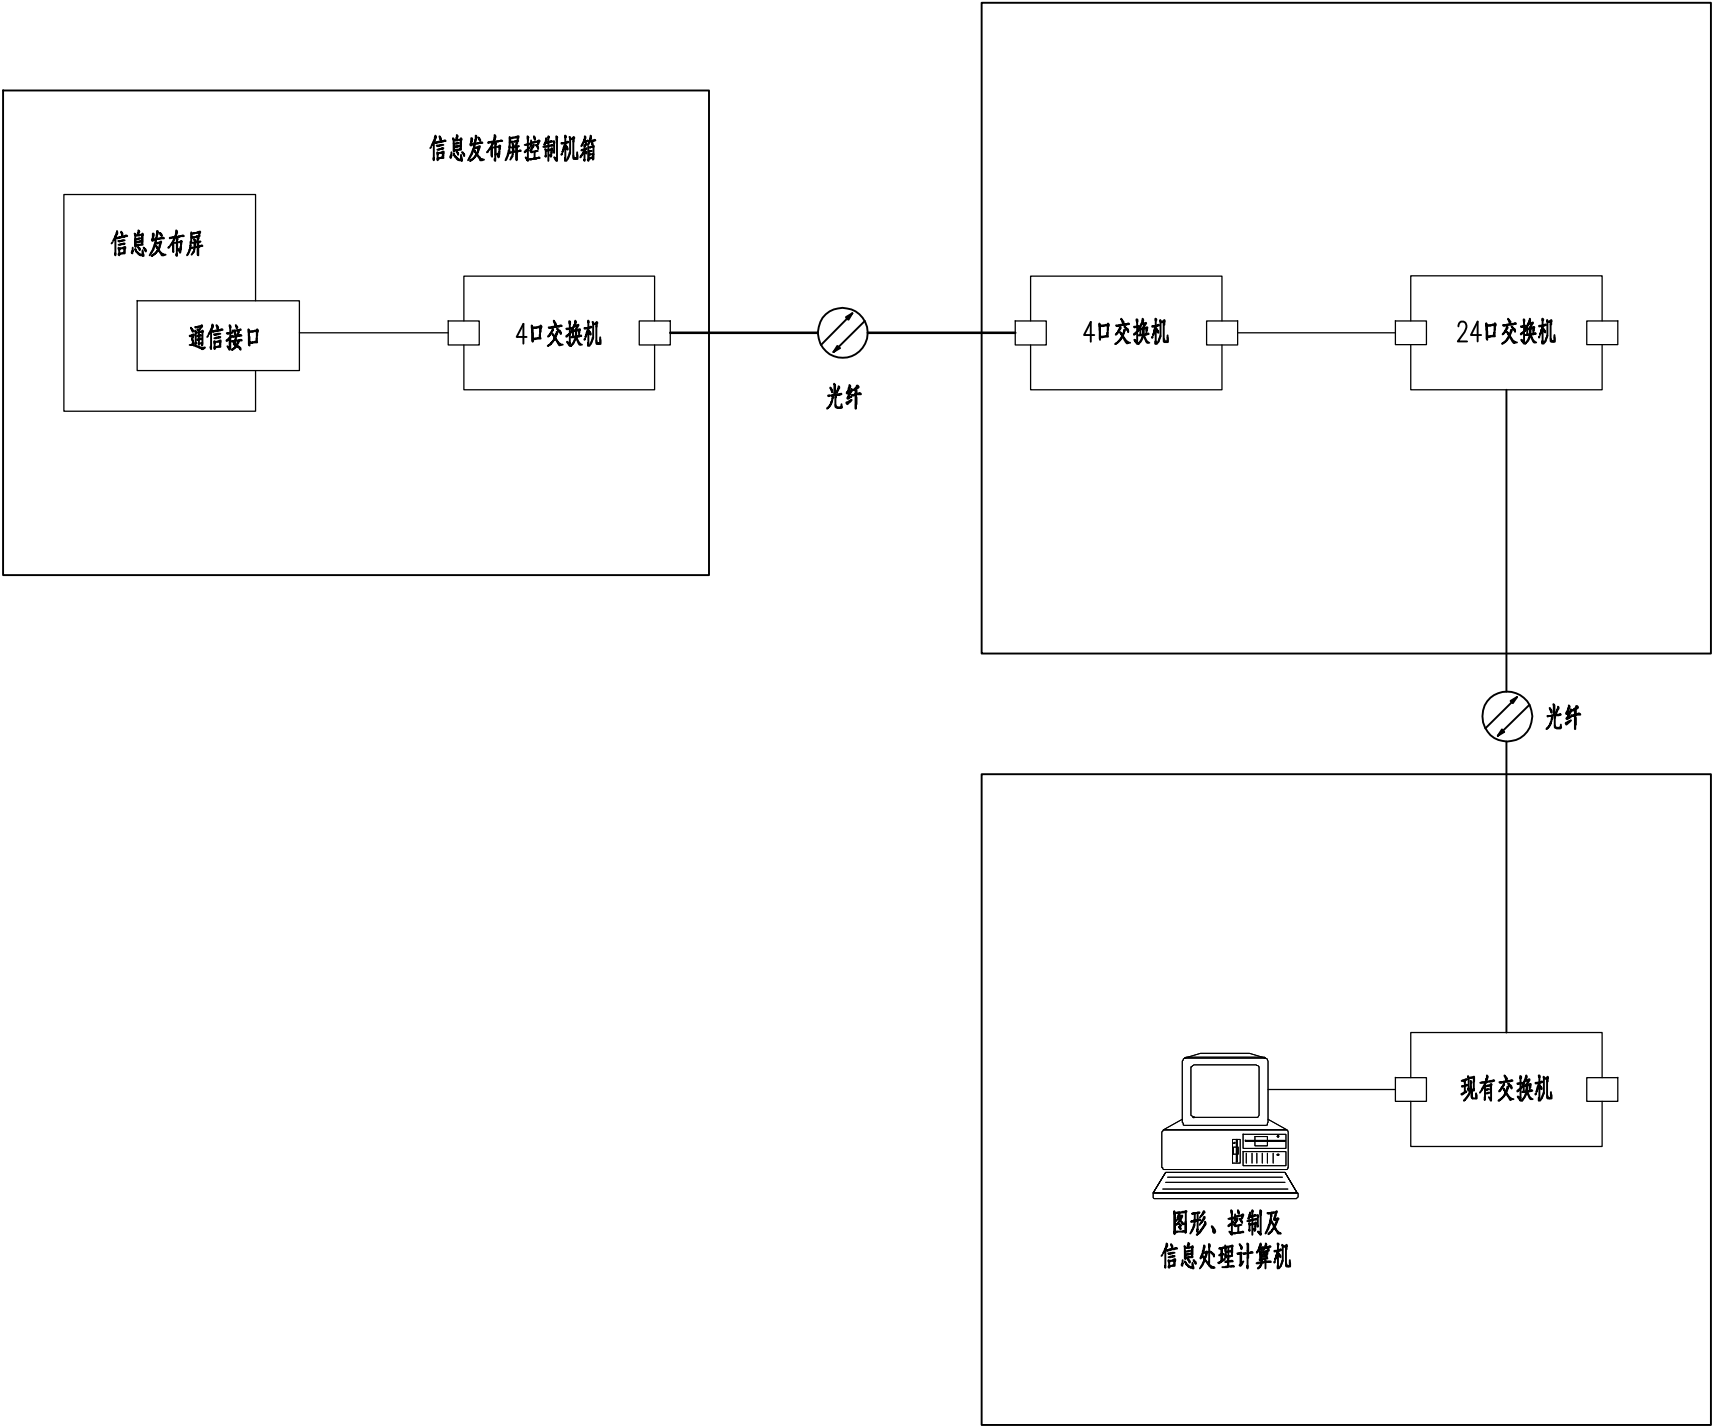 信息发布屏控制机箱
信息发布屏
通信接口
4口交换机
光纤
4口交换机
24口交换机
光纤
现有交换机
图形、控制及
信息处理计算机